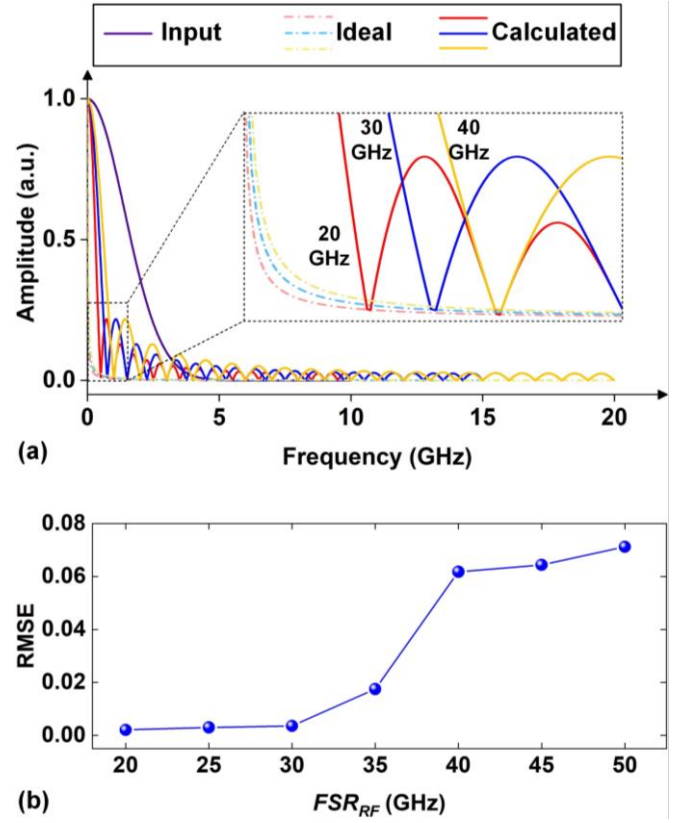 Input Ideal Calculated
1.0
0.5
0.0
Amplitude (a.u.)
30
GHz
40
GHz
20
GHz
0 5 10 15 20
Frequency (GHz)
(a)
0.08
0.06
0.04
0.02
0.00
RMSE
20 25 30 35 40 45 50
FSR_RF (GHz)
(b)